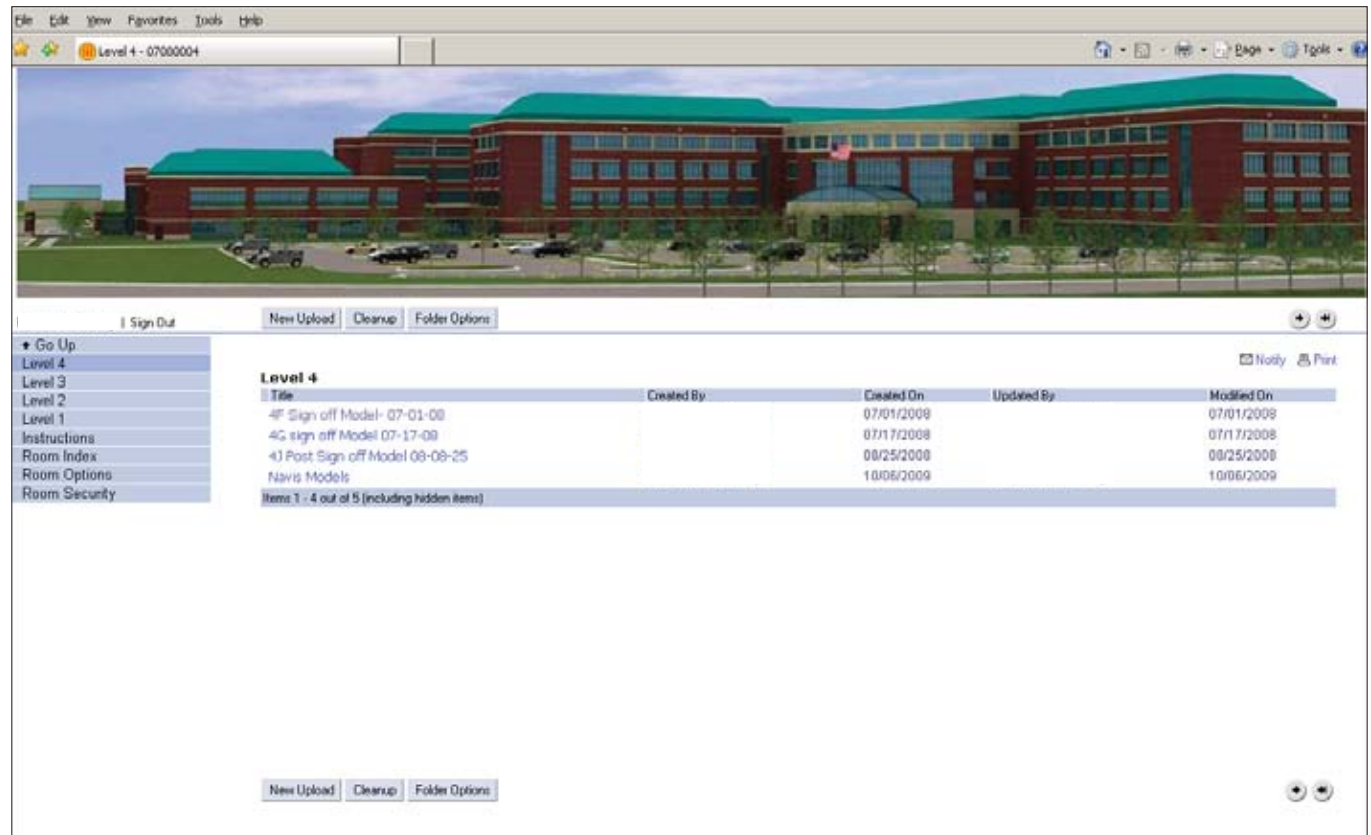 File Edit View Favorites Tools Help
Level 4 - 07000004
Page Tools
| Sign Out New Upload Cleanup Folder Options
Go Up
Level 4
Level 3
Level 2
Level 1
Instructions
Room Index
Room Options
Room Security
Notify Print
Level 4
Title Created By Created On Updated By Modified On
4F Sign off Model- 07-01-08 07/01/2008 07/01/2008
4G sign off Model 07-17-08 07/17/2008 07/17/2008
4J Post Sign off Model 08-08-25 08/25/2008 08/25/2008
Navis Models 10/06/2009 10/06/2009
Items 1 - 4 out of 5 (including hidden items)
New Upload Cleanup Folder Options